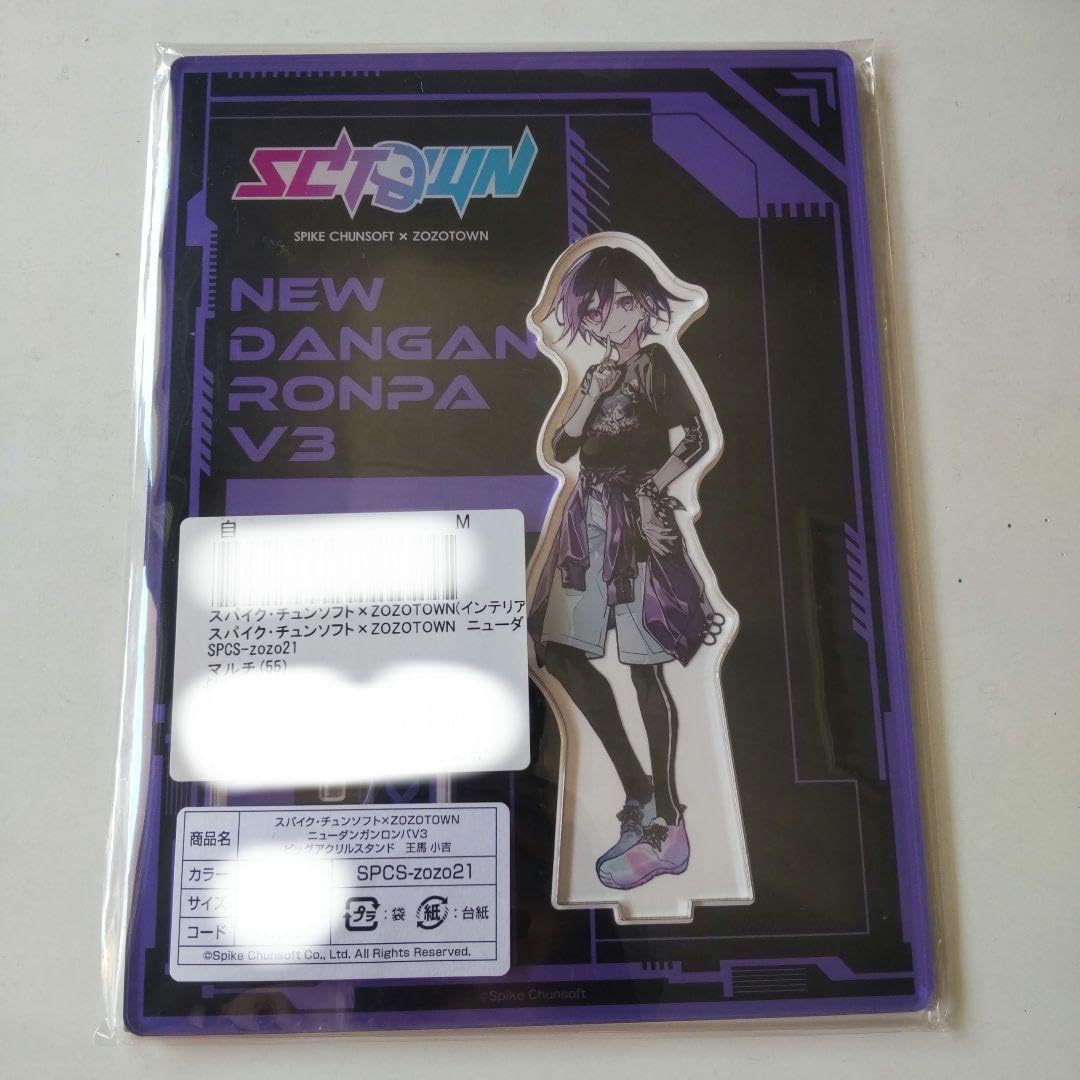 SCTOWN
SPIKE CHUNSOFT × ZOZOTOWN
NEW
DANGAN
RONPA
V3
自 M
スパイク・チュンソフト×ZOZOTOWN(インテリア
スパイク・チュンソフト×ZOZOTOWN ニューダ
SPCS-zozo21
マルチ(55)
商品名 スパイク・チュンソフト×ZOZOTOWN
ニューダンガンロンパV3
ビッグアクリルスタンド 王馬 小吉
カラー SPCS-zozo21
サイズ プラ:袋 紙:台紙
コード
©Spike Chunsoft Co., Ltd. All Rights Reserved.
©Spike Chunsoft